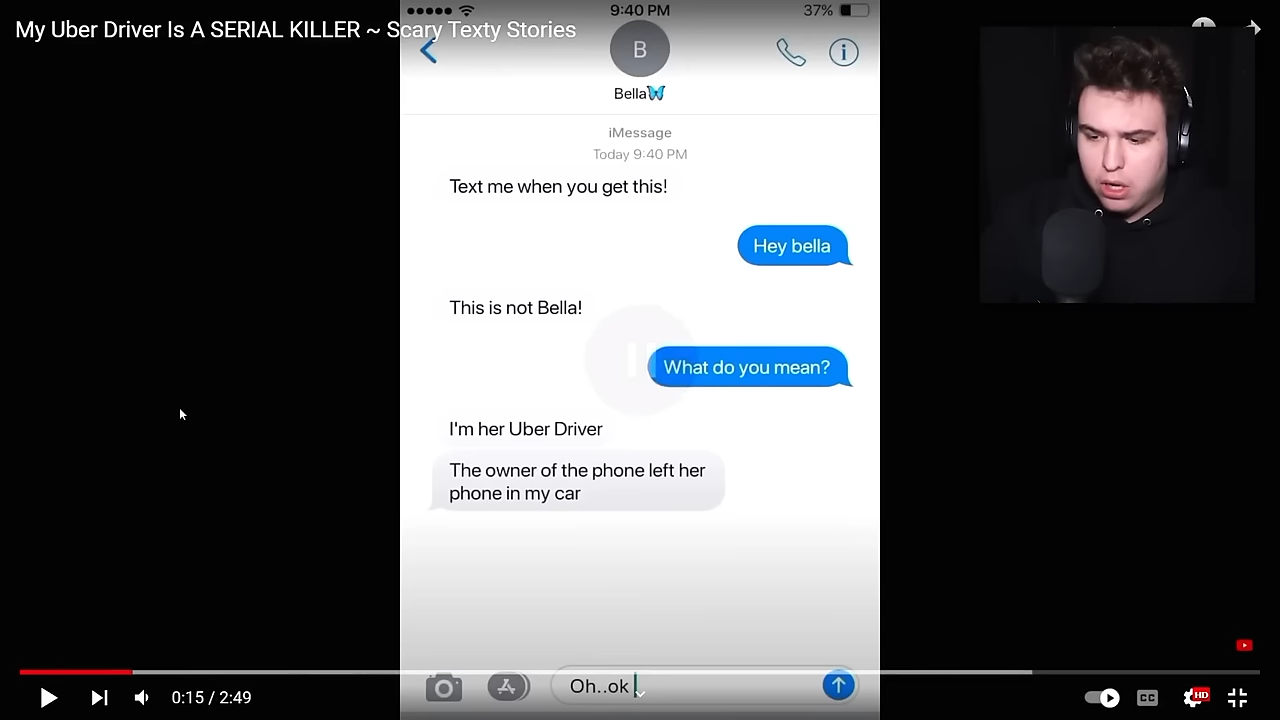 9:40 PM
37%
My Uber Driver Is A SERIAL KILLER ~ Scary Texty Stories
B
Bella
iMessage
Today 9:40 PM
Text me when you get this!
Hey bella
This is not Bella!
What do you mean?
I'm her Uber Driver
The owner of the phone left her
phone in my car
Oh..ok
0:15 / 2:49
CC
HD